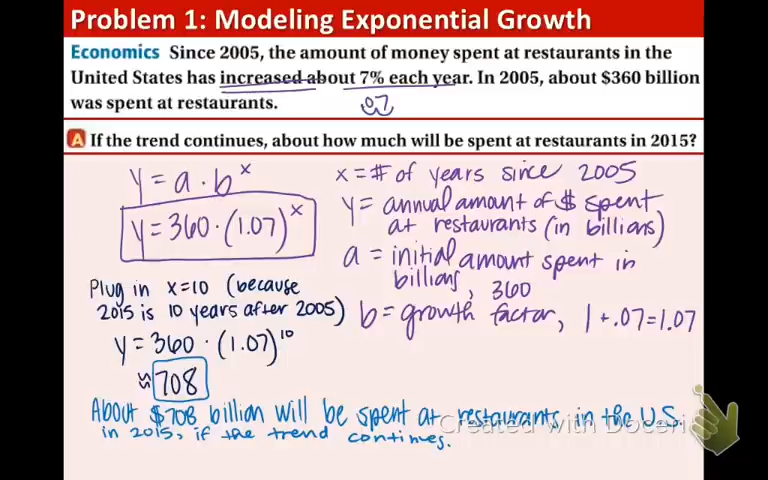 Problem 1: Modeling Exponential Growth
Economics Since 2005, the amount of money spent at restaurants in the
United States has increased about 7% each year. In 2005, about $360 billion
was spent at restaurants.
.07
A If the trend continues, about how much will be spent at restaurants in 2015?
y = a · b^x
y = 360 · (1.07)^x
x = # of years since 2005
y = annual amount of $ spent
at restaurants (in billions)
a = initial amount spent in
billions, 360
b = growth factor, 1 + .07 = 1.07
Plug in x = 10 (because
2015 is 10 years after 2005)
y = 360 · (1.07)^10
≈ 708
About $708 billion will be spent at restaurants in the U.S.
in 2015, if the trend continues.
Created with Doceri